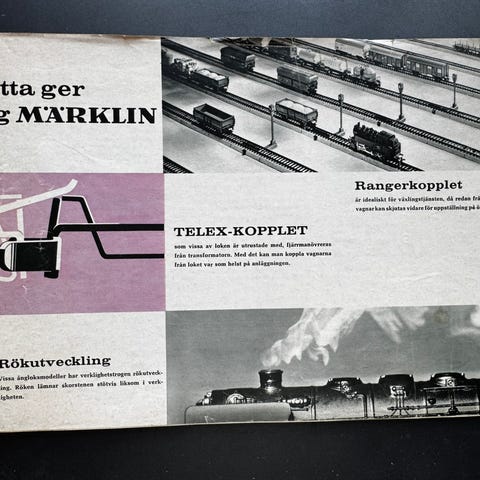 tta ger
g MÄRKLIN
Rangerkopplet
är idealiskt för växlingstjänsten, då redan frå
vagnar kan skjutas vidare för uppställning på ö
TELEX-KOPPLET
som vissa av loken är utrustade med, fjärrmanövreras
från transformatorn. Med det kan man koppla vagnarna
från loket var som helst på anläggningen.
Rökutveckling
Vissa ångloksmodeller har verklighetstrogen rökutveck-
ling. Röken lämnar skorstenen stötvis liksom i verk-
ligheten.